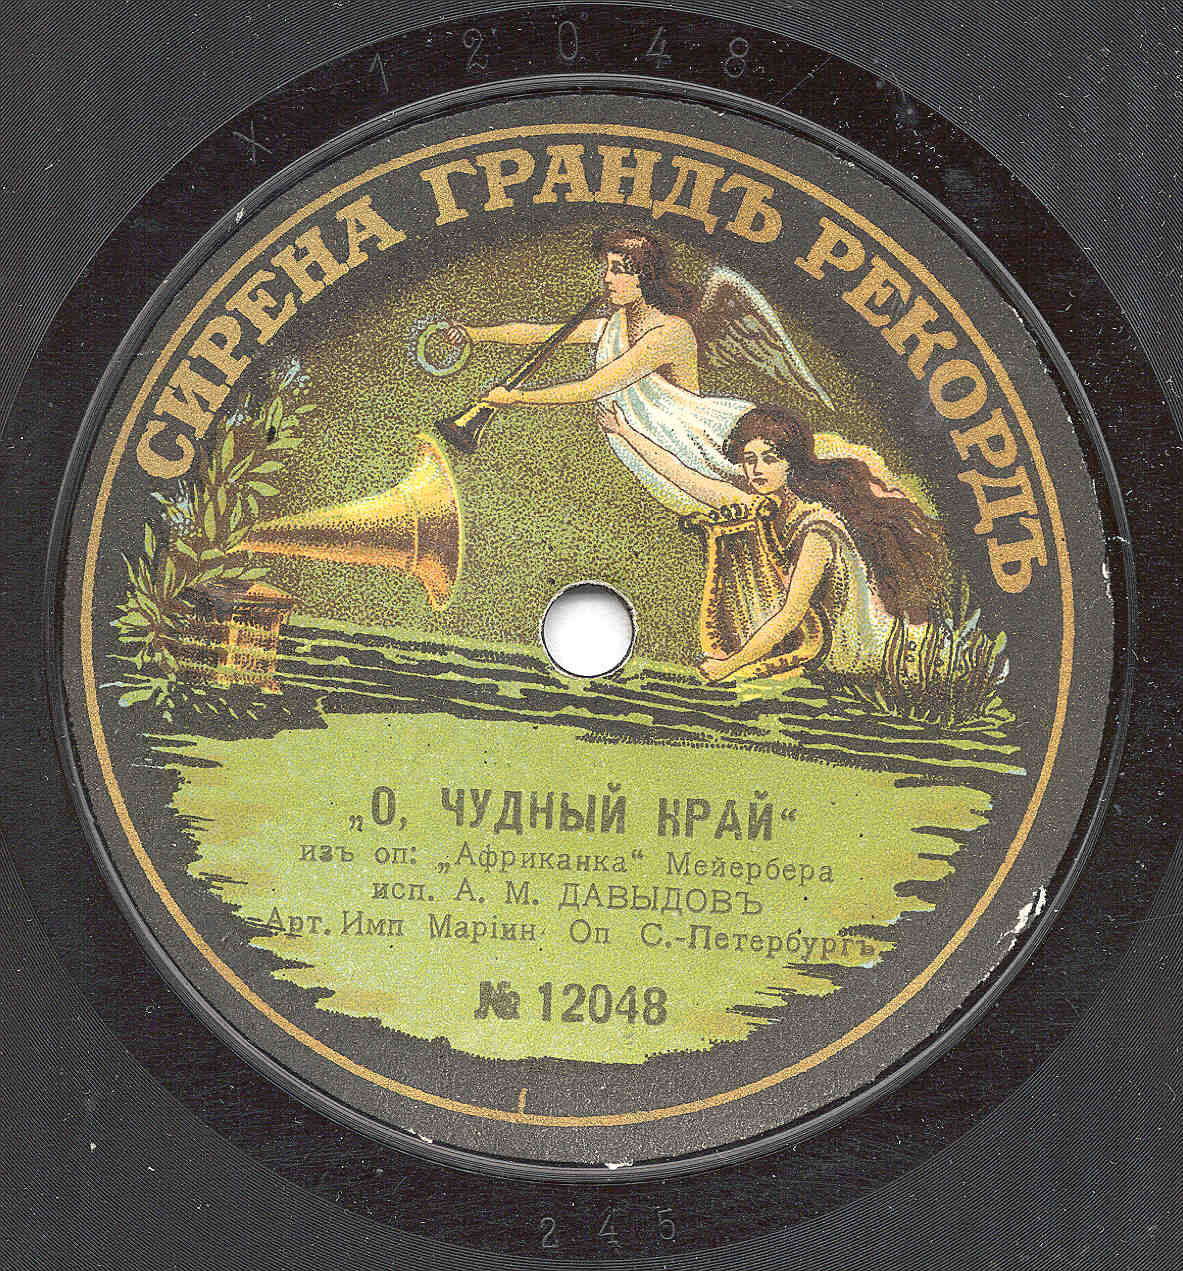 X 12048
СИРЕНА ГРАНДЪ РЕКОРДЪ
„О, ЧУДНЫЙ КРАЙ“
изъ оп: „Африканка“ Мейербера
исп. А. М. ДАВЫДОВЪ
Арт. Имп Маріин Оп С.-Петербургъ
№ 12048
245